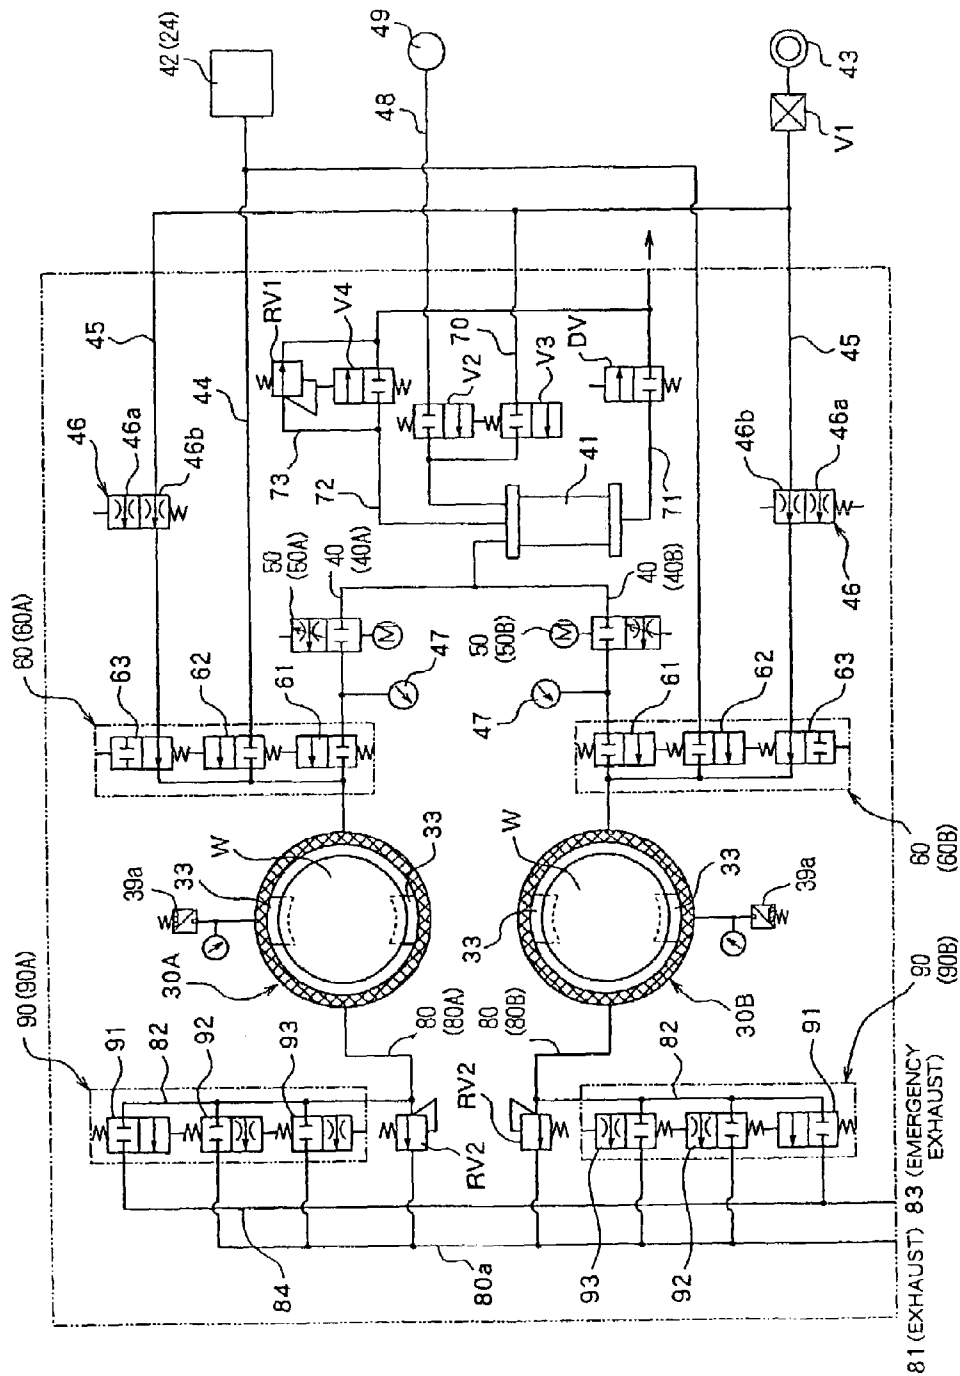 42 (24)
49
48
43
V1
45
44
RV1
V4
70
V2
V3
DV
45
46
46a
46b
73
72
41
71
46b
46a
46
50
(50A)
40
(40A)
40
(40B)
50
(50B)
M
M
47
47
60 (60A)
63
62
61
61
62
63
60
(60B)
W
33
33
39a
30A
W
33
33
39a
30B
90 (90A)
91
82
92
93
80
(80A)
80
(80B)
RV2
RV2
82
91
90
(90B)
93
92
84
80a
81 (EXHAUST)
83 (EMERGENCY
EXHAUST)